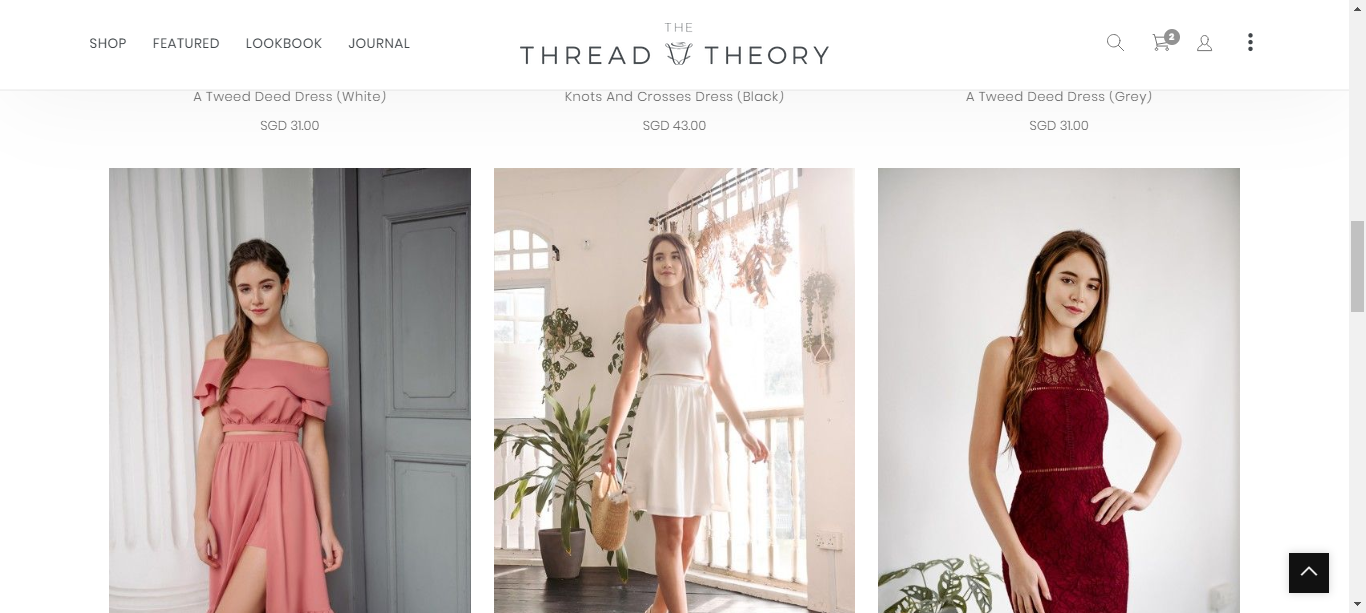 SHOP FEATURED LOOKBOOK JOURNAL
THE
THREAD THEORY
2
A Tweed Deed Dress (White)
Knots And Crosses Dress (Black)
A Tweed Deed Dress (Grey)
SGD 31.00
SGD 43.00
SGD 31.00